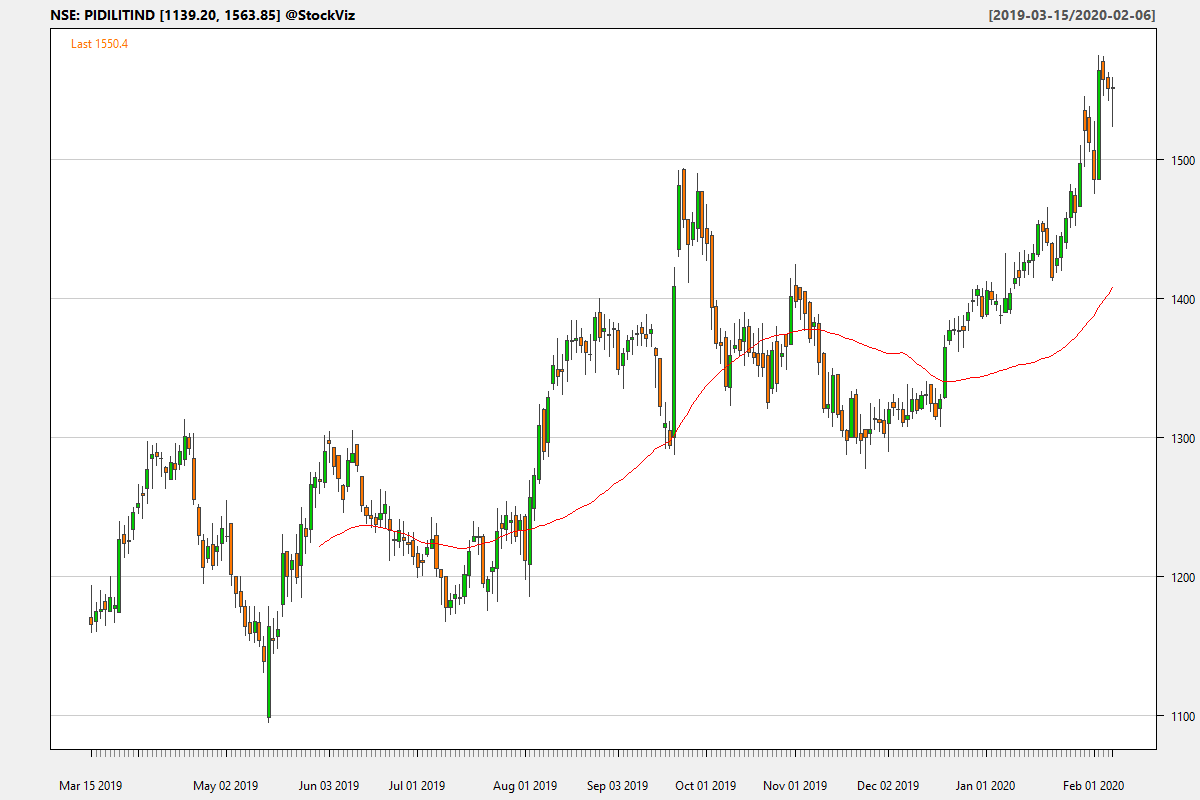 NSE: PIDILITIND [1139.20, 1563.85] @StockViz
[2019-03-15/2020-02-06]
Last 1550.4
1500
1400
1300
1200
1100
Mar 15 2019 May 02 2019 Jun 03 2019 Jul 01 2019 Aug 01 2019 Sep 03 2019 Oct 01 2019 Nov 01 2019 Dec 02 2019 Jan 01 2020 Feb 01 2020